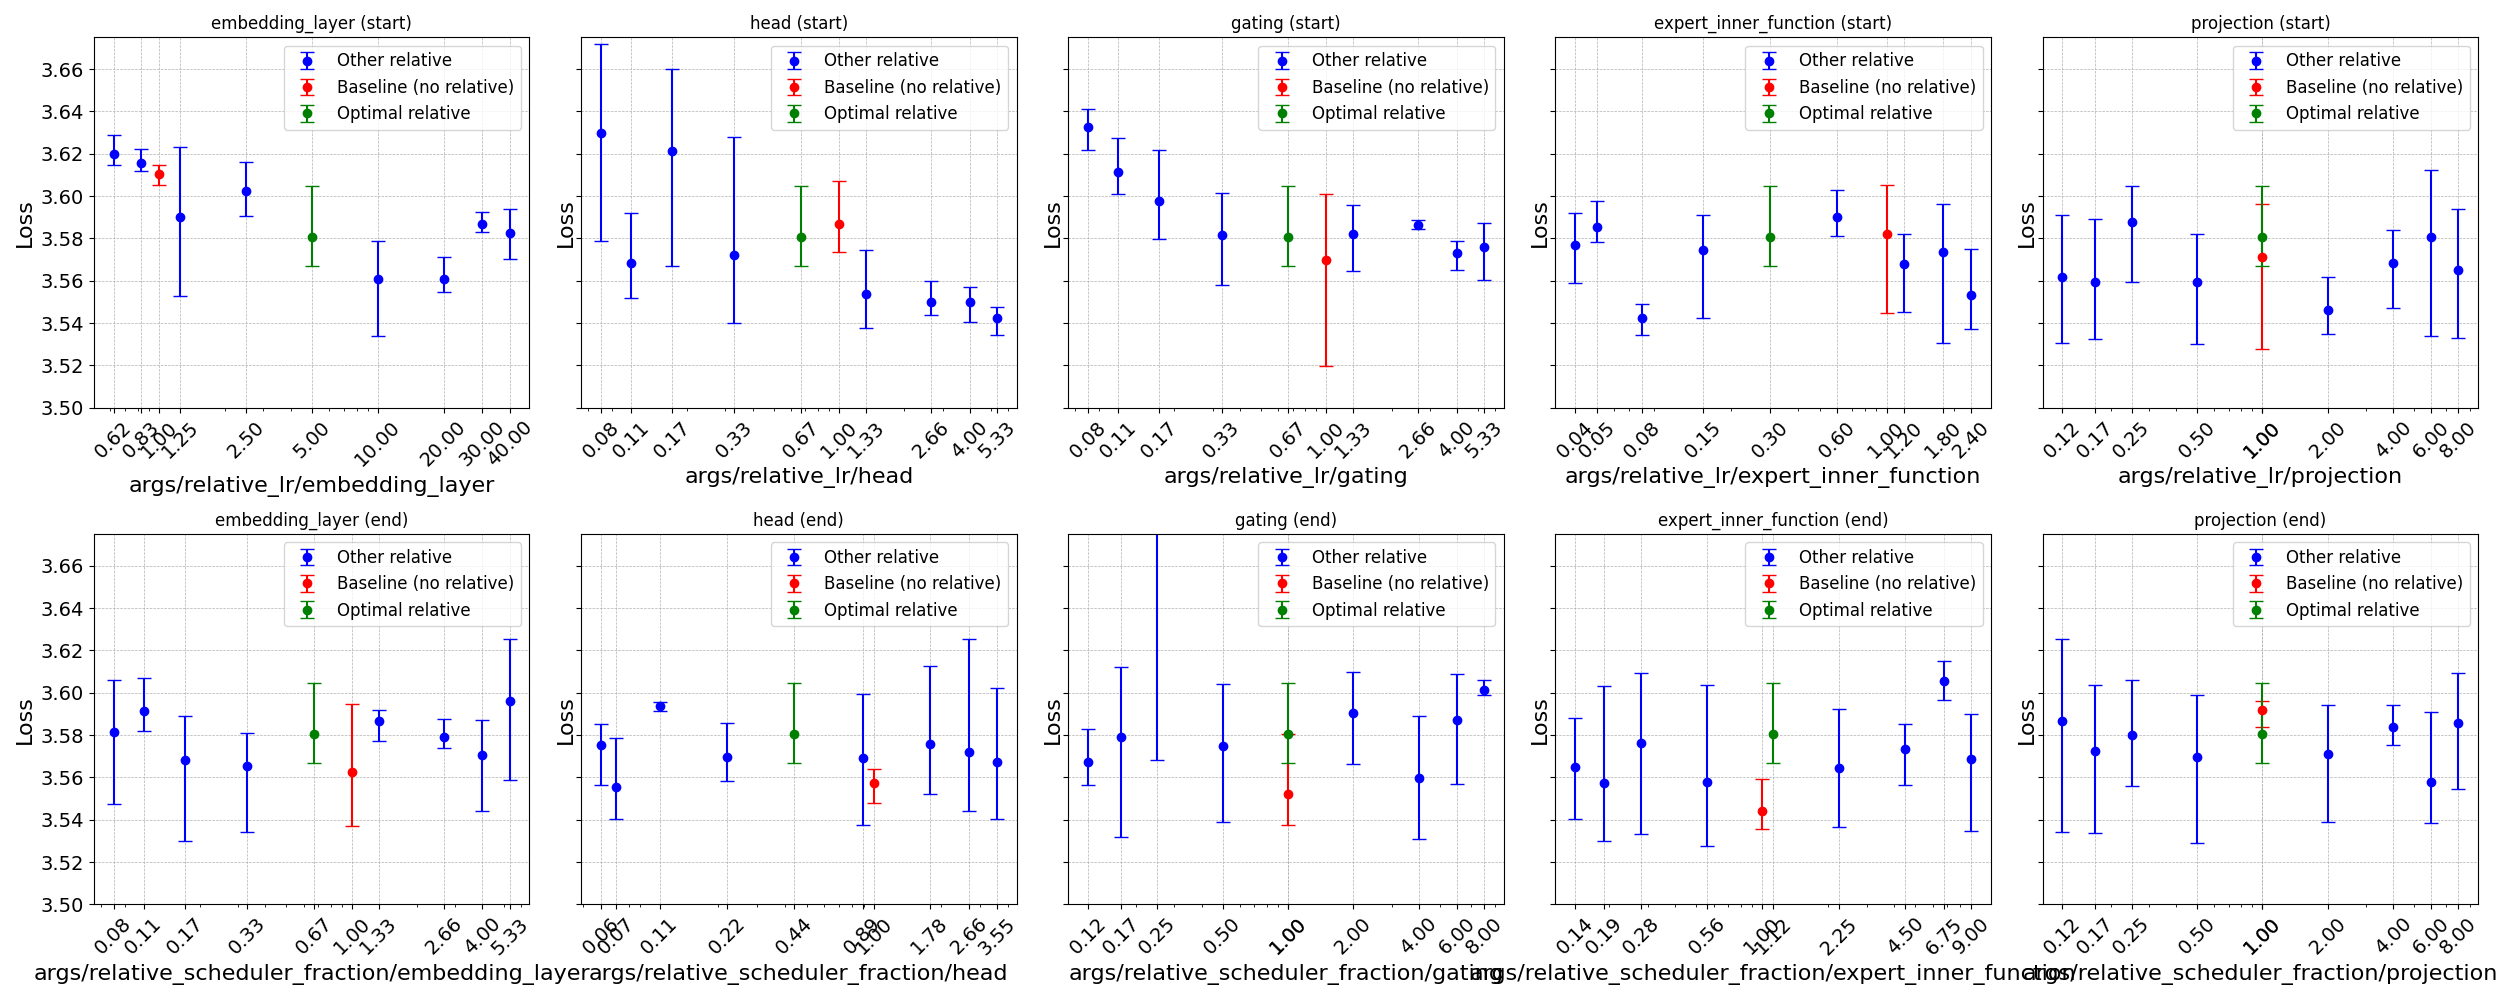 embedding_layer (start)
head (start)
gating (start)
expert_inner_function (start)
projection (start)
Other relative
Baseline (no relative)
Optimal relative
Other relative
Baseline (no relative)
Optimal relative
Other relative
Baseline (no relative)
Optimal relative
Other relative
Baseline (no relative)
Optimal relative
Other relative
Baseline (no relative)
Optimal relative
3.66
3.64
3.62
3.60
3.58
3.56
3.54
3.52
3.50
Loss
Loss
Loss
Loss
Loss
0.62 0.83 1.00 1.25 2.50 5.00 10.00 20.00 30.00 40.00
0.08 0.11 0.17 0.33 0.67 1.00 1.33 2.66 4.00 5.33
0.08 0.11 0.17 0.33 0.67 1.00 1.33 2.66 4.00 5.33
0.04 0.05 0.08 0.15 0.30 0.60 1.00 1.20 1.80 2.40
0.12 0.17 0.25 0.50 1.00 1.00 2.00 4.00 6.00 8.00
args/relative_lr/embedding_layer
args/relative_lr/head
args/relative_lr/gating
args/relative_lr/expert_inner_function
args/relative_lr/projection
embedding_layer (end)
head (end)
gating (end)
expert_inner_function (end)
projection (end)
Other relative
Baseline (no relative)
Optimal relative
Other relative
Baseline (no relative)
Optimal relative
Other relative
Baseline (no relative)
Optimal relative
Other relative
Baseline (no relative)
Optimal relative
Other relative
Baseline (no relative)
Optimal relative
3.66
3.64
3.62
3.60
3.58
3.56
3.54
3.52
3.50
Loss
Loss
Loss
Loss
Loss
0.08 0.11 0.17 0.33 0.67 1.00 1.33 2.66 4.00 5.33
0.06 0.07 0.11 0.22 0.44 0.89 1.00 1.78 2.66 3.55
0.12 0.17 0.25 0.50 1.00 1.00 2.00 4.00 6.00 8.00
0.14 0.19 0.28 0.56 1.00 1.12 2.25 4.50 6.75 9.00
0.12 0.17 0.25 0.50 1.00 1.00 2.00 4.00 6.00 8.00
args/relative_scheduler_fraction/embedding_layer
args/relative_scheduler_fraction/head
args/relative_scheduler_fraction/gating
args/relative_scheduler_fraction/expert_inner_function
args/relative_scheduler_fraction/projection